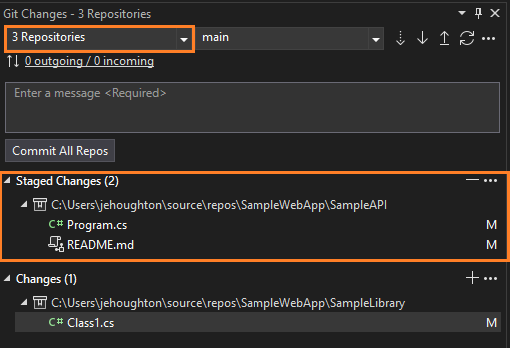 Git Changes - 3 Repositories
3 Repositories main
0 outgoing / 0 incoming
Enter a message <Required>
Commit All Repos
Staged Changes (2)
C:\Users\jehoughton\source\repos\SampleWebApp\SampleAPI
C# Program.cs M
README.md M
Changes (1)
C:\Users\jehoughton\source\repos\SampleWebApp\SampleLibrary
C# Class1.cs M